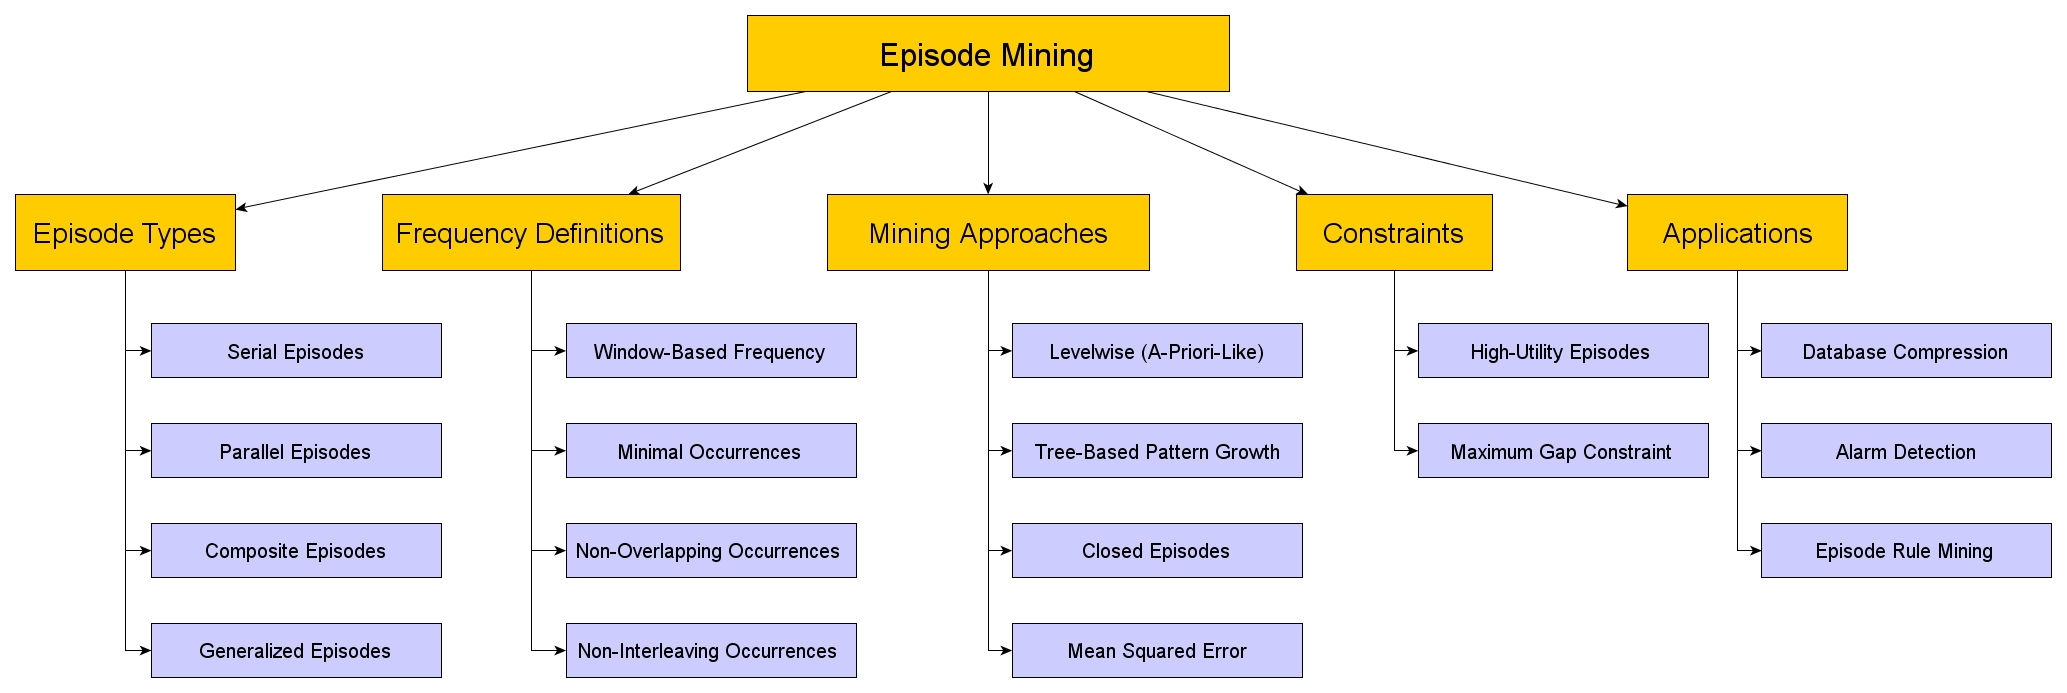 Episode Mining
Episode Types
Frequency Definitions
Mining Approaches
Constraints
Applications
Serial Episodes
Parallel Episodes
Composite Episodes
Generalized Episodes
Window-Based Frequency
Minimal Occurrences
Non-Overlapping Occurrences
Non-Interleaving Occurrences
Levelwise (A-Priori-Like)
Tree-Based Pattern Growth
Closed Episodes
Mean Squared Error
High-Utility Episodes
Maximum Gap Constraint
Database Compression
Alarm Detection
Episode Rule Mining